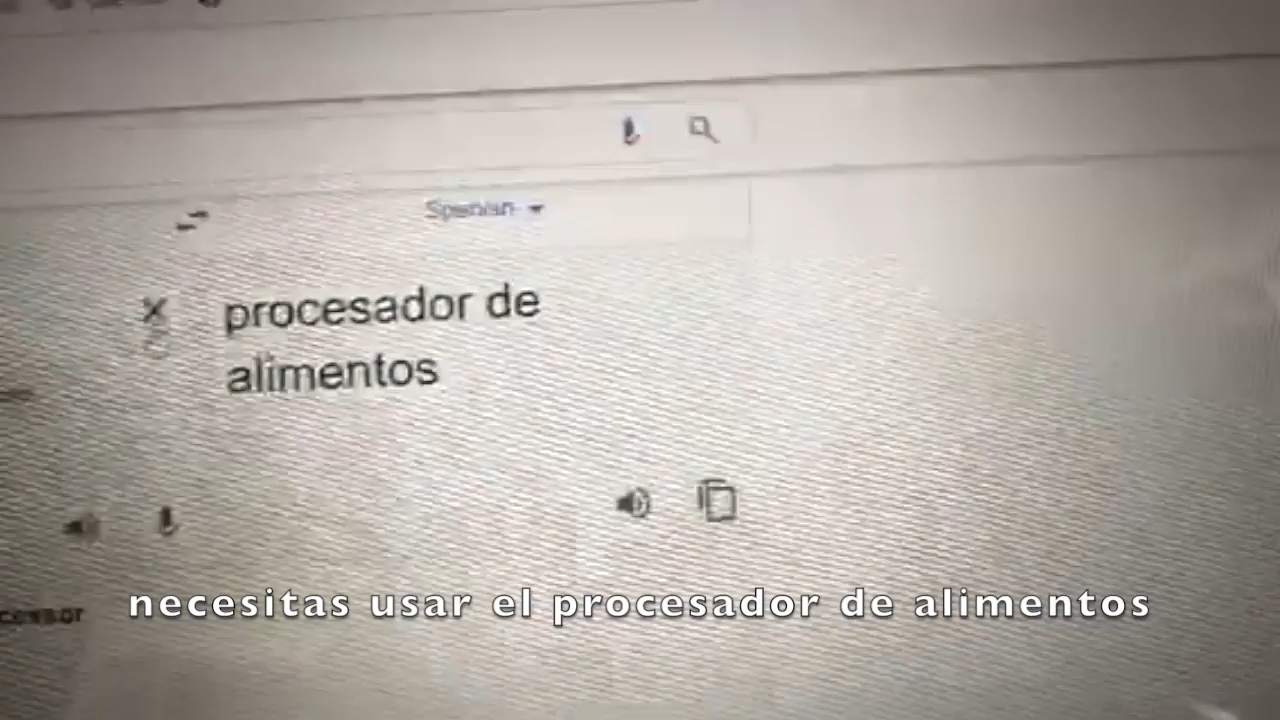 Spanish
procesador de
alimentos
necesitas usar el procesador de alimentos